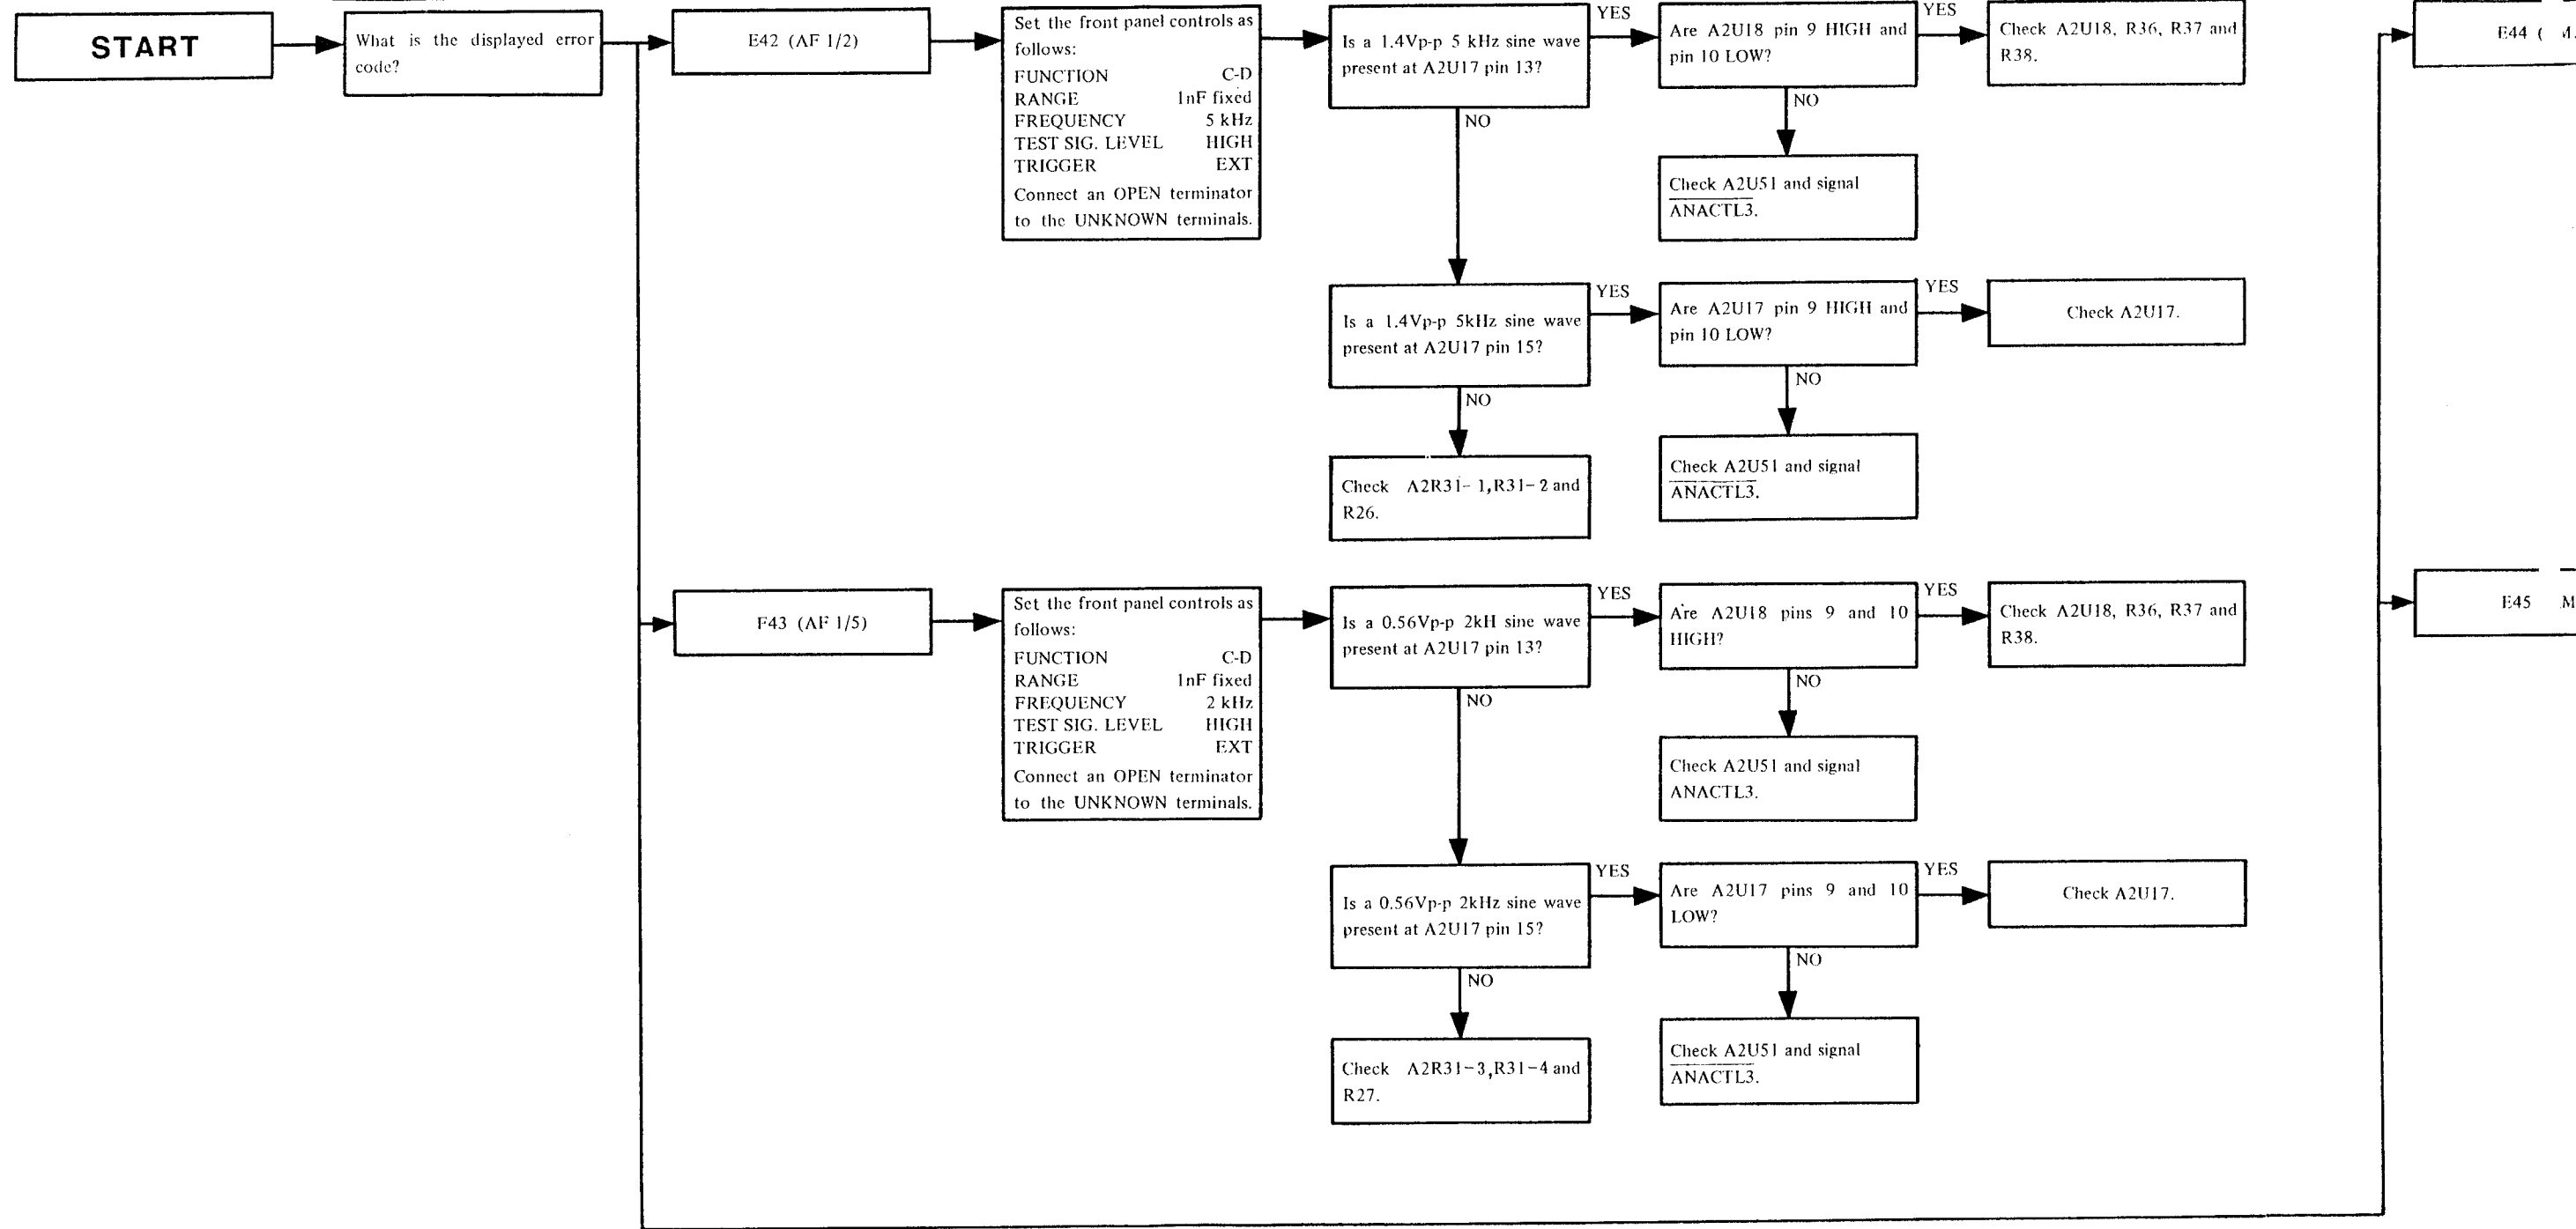 START
What is the displayed error
code?
E42 (AF 1/2)
Set the front panel controls as
follows:
FUNCTION C-D
RANGE 1nF fixed
FREQUENCY 5 kHz
TEST SIG. LEVEL HIGH
TRIGGER EXT
Connect an OPEN terminator
to the UNKNOWN terminals.
Is a 1.4Vp-p 5 kHz sine wave
present at A2U17 pin 13?
YES
Are A2U18 pin 9 HIGH and
pin 10 LOW?
YES
Check A2U18, R36, R37 and
R38.
NO
Check A2U51 and signal
ANACTL3.
NO
Is a 1.4Vp-p 5kHz sine wave
present at A2U17 pin 15?
YES
Are A2U17 pin 9 HIGH and
pin 10 LOW?
YES
Check A2U17.
NO
Check A2U51 and signal
ANACTL3.
NO
Check A2R31-1,R31-2 and
R26.
E43 (AF 1/5)
Set the front panel controls as
follows:
FUNCTION C-D
RANGE 1nF fixed
FREQUENCY 2 kHz
TEST SIG. LEVEL HIGH
TRIGGER EXT
Connect an OPEN terminator
to the UNKNOWN terminals.
Is a 0.56Vp-p 2kH sine wave
present at A2U17 pin 13?
YES
Are A2U18 pins 9 and 10
HIGH?
YES
Check A2U18, R36, R37 and
R38.
NO
Check A2U51 and signal
ANACTL3.
NO
Is a 0.56Vp-p 2kHz sine wave
present at A2U17 pin 15?
YES
Are A2U17 pins 9 and 10
LOW?
YES
Check A2U17.
NO
Check A2U51 and signal
ANACTL3.
NO
Check A2R31-3,R31-4 and
R27.
E44 (
E45